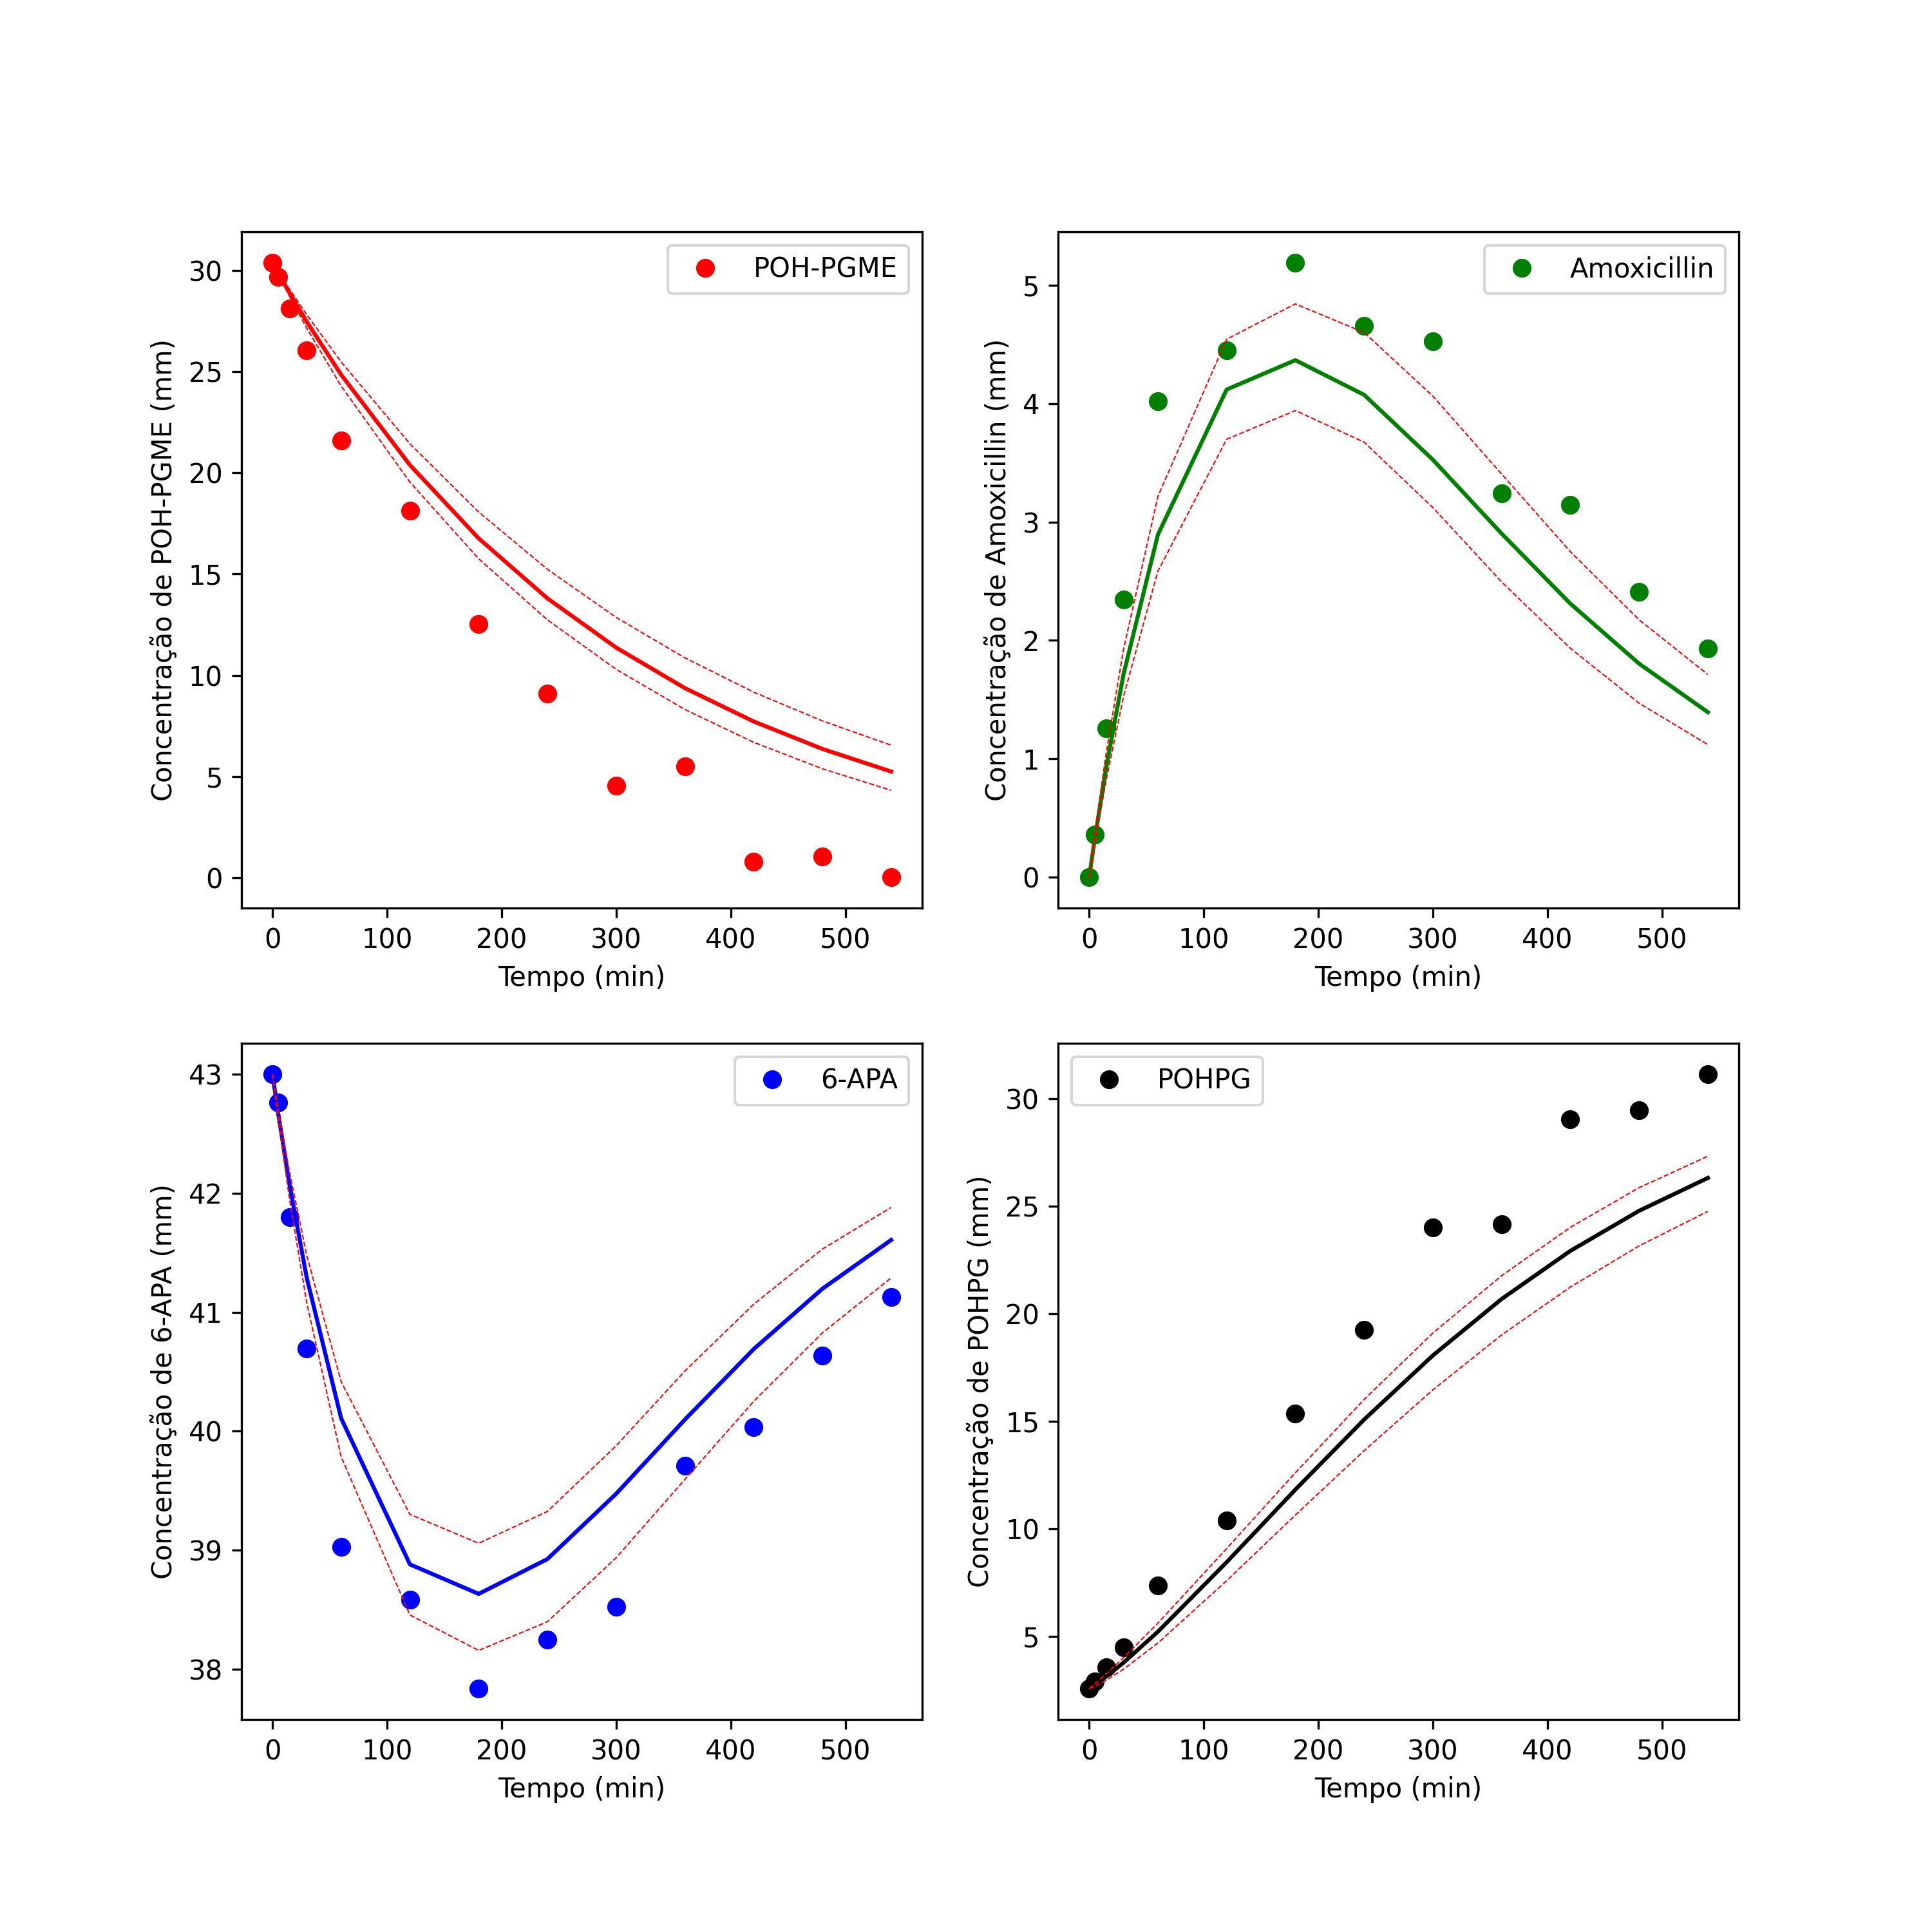 POH-PGME
Concentração de POH-PGME (mm)
30
25
20
15
10
5
0
0 100 200 300 400 500
Tempo (min)
Amoxicillin
Concentração de Amoxicillin (mm)
5
4
3
2
1
0
0 100 200 300 400 500
Tempo (min)
6-APA
Concentração de 6-APA (mm)
43
42
41
40
39
38
0 100 200 300 400 500
Tempo (min)
POHPG
Concentração de POHPG (mm)
30
25
20
15
10
5
0 100 200 300 400 500
Tempo (min)